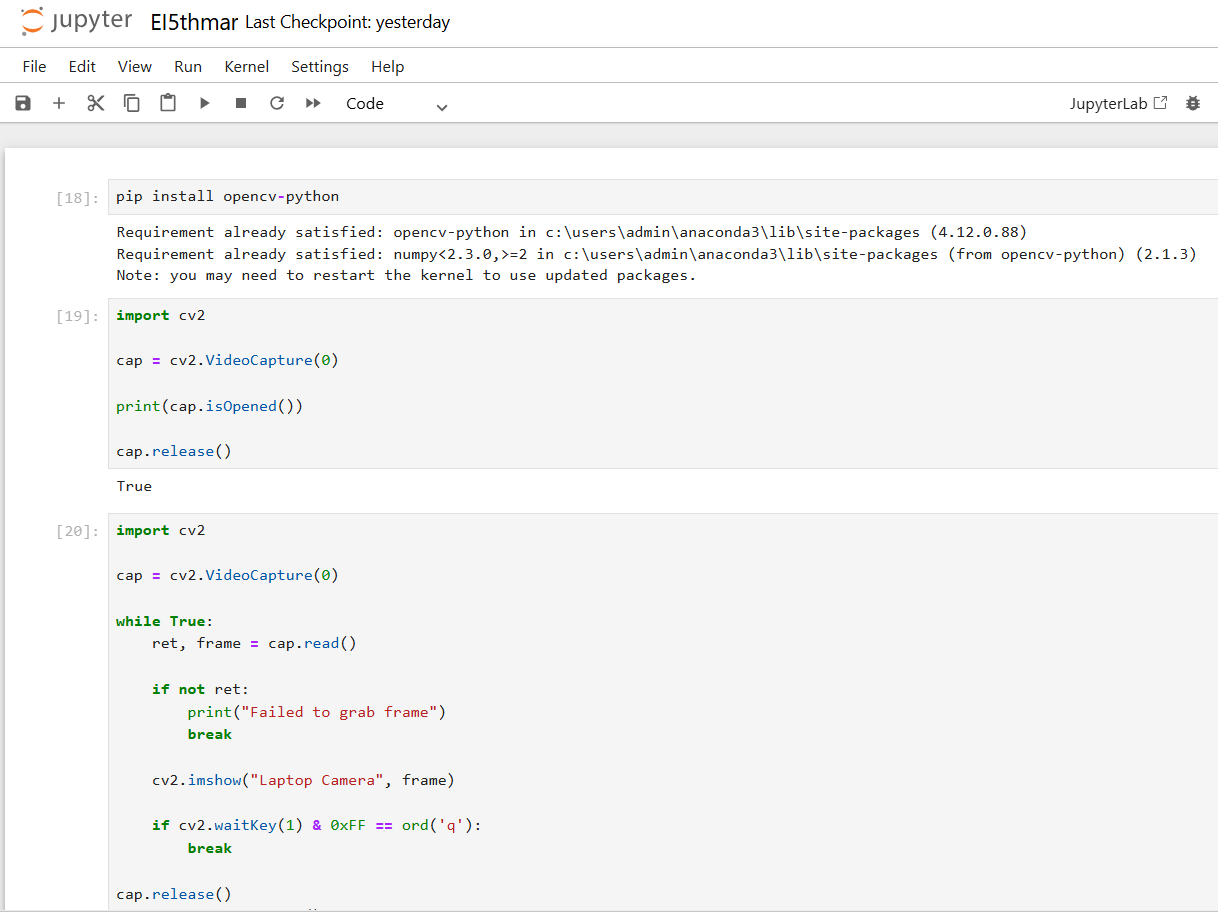 jupyter El5thmar Last Checkpoint: yesterday
File Edit View Run Kernel Settings Help
Code JupyterLab
[18]: pip install opencv-python
Requirement already satisfied: opencv-python in c:\users\admin\anaconda3\lib\site-packages (4.12.0.88)
Requirement already satisfied: numpy<2.3.0,>=2 in c:\users\admin\anaconda3\lib\site-packages (from opencv-python) (2.1.3)
Note: you may need to restart the kernel to use updated packages.
[19]: import cv2
cap = cv2.VideoCapture(0)
print(cap.isOpened())
cap.release()
True
[20]: import cv2
cap = cv2.VideoCapture(0)
while True:
    ret, frame = cap.read()
    if not ret:
        print("Failed to grab frame")
        break
    cv2.imshow("Laptop Camera", frame)
    if cv2.waitKey(1) & 0xFF == ord('q'):
        break
cap.release()